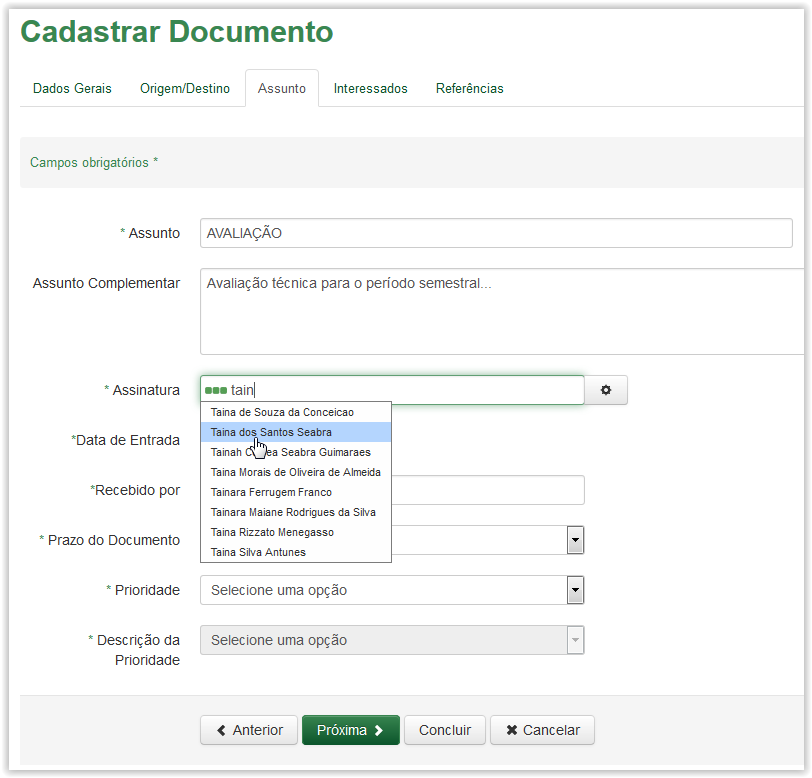 Cadastrar Documento
Dados Gerais Origem/Destino Assunto Interessados Referências
Campos obrigatórios *
* Assunto AVALIAÇÃO
Assunto Complementar Avaliação técnica para o período semestral...
* Assinatura tain
Taina de Souza da Conceicao
Taina dos Santos Seabra
*Data de Entrada
Tainah Seabra Guimaraes
Taina Morais de Oliveira de Almeida
*Recebido por
Tainara Ferrugem Franco
Tainara Maiane Rodrigues da Silva
* Prazo do Documento
Taina Rizzato Menegasso
Taina Silva Antunes
* Prioridade Selecione uma opção
* Descrição da Selecione uma opção
Prioridade
Anterior Próxima Concluir Cancelar